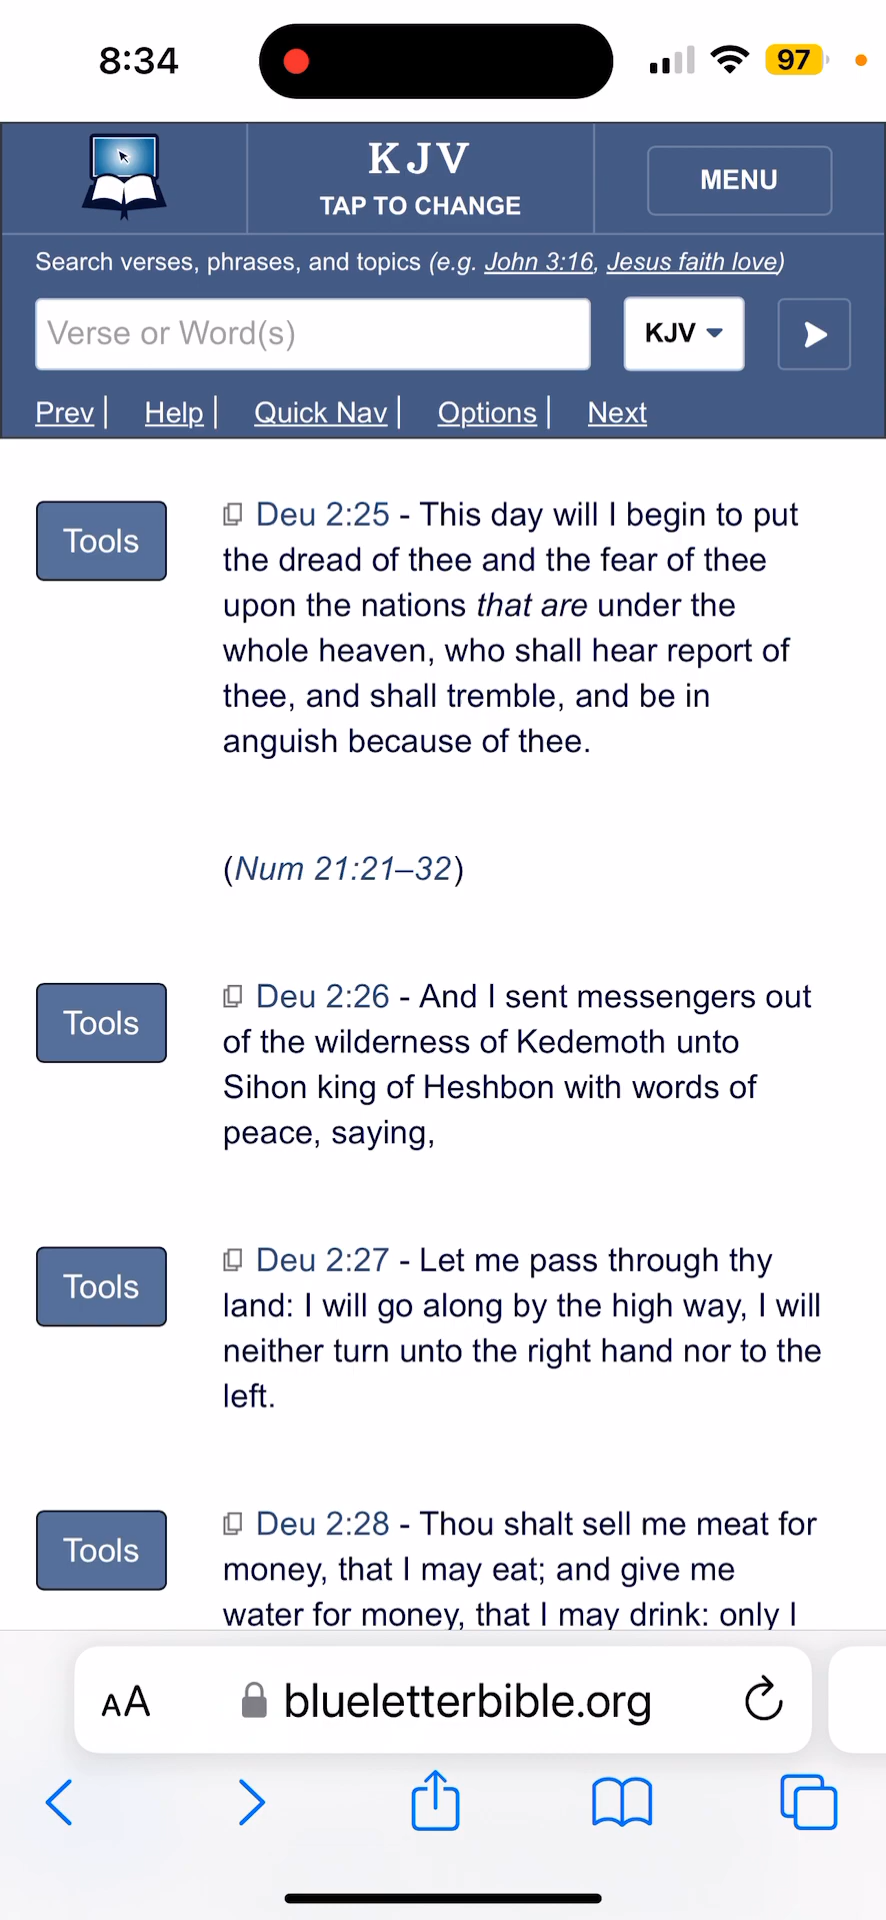 8:34
97
KJV
TAP TO CHANGE
MENU
Search verses, phrases, and topics (e.g. John 3:16, Jesus faith love)
Verse or Word(s)
KJV
Prev |
Help |
Quick Nav |
Options |
Next
Tools
Deu 2:25 - This day will I begin to put
the dread of thee and the fear of thee
upon the nations that are under the
whole heaven, who shall hear report of
thee, and shall tremble, and be in
anguish because of thee.
(Num 21:21–32)
Tools
Deu 2:26 - And I sent messengers out
of the wilderness of Kedemoth unto
Sihon king of Heshbon with words of
peace, saying,
Tools
Deu 2:27 - Let me pass through thy
land: I will go along by the high way, I will
neither turn unto the right hand nor to the
left.
Tools
Deu 2:28 - Thou shalt sell me meat for
money, that I may eat; and give me
water for money, that I may drink: only I
AA
blueletterbible.org